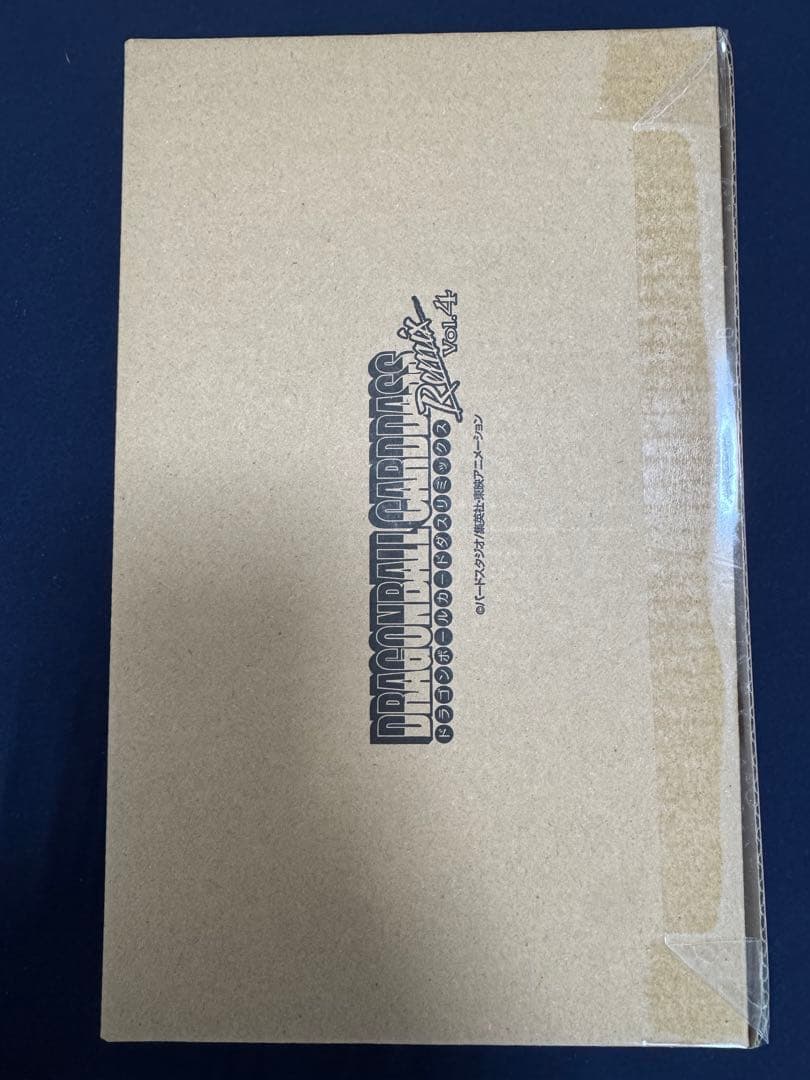 DRAGONBALL CARDDASS
Remix
ドラゴンボールカードダスリミックス
Vol.4
©バードスタジオ/集英社・東映アニメーション